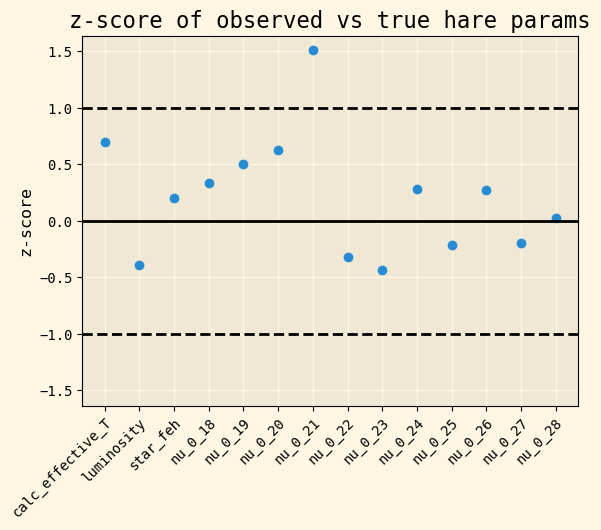 z-score of observed vs true hare params
z-score
1.5
1.0
0.5
0.0
−0.5
−1.0
−1.5
calc_effective_T
luminosity
star_feh
nu_0_18
nu_0_19
nu_0_20
nu_0_21
nu_0_22
nu_0_23
nu_0_24
nu_0_25
nu_0_26
nu_0_27
nu_0_28